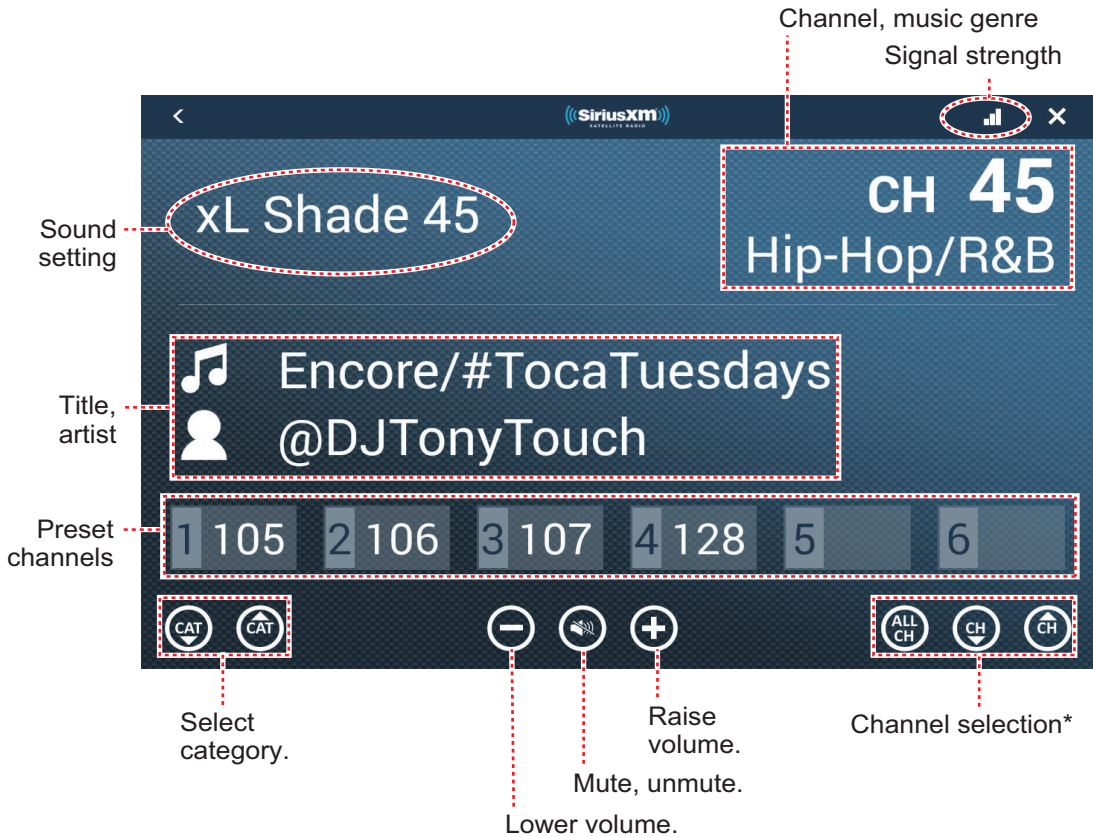 Channel, music genre
Signal strength
((SiriusXM))
SATELLITE RADIO
Sound
setting
xL Shade 45
CH 45
Hip-Hop/R&B
Title,
artist
Encore/#TocaTuesdays
@DJTonyTouch
Preset
channels
1 105 2 106 3 107 4 128 5 6
CAT CAT ALL CH CH CH
Select
category.
Raise
volume.
Channel selection*
Mute, unmute.
Lower volume.